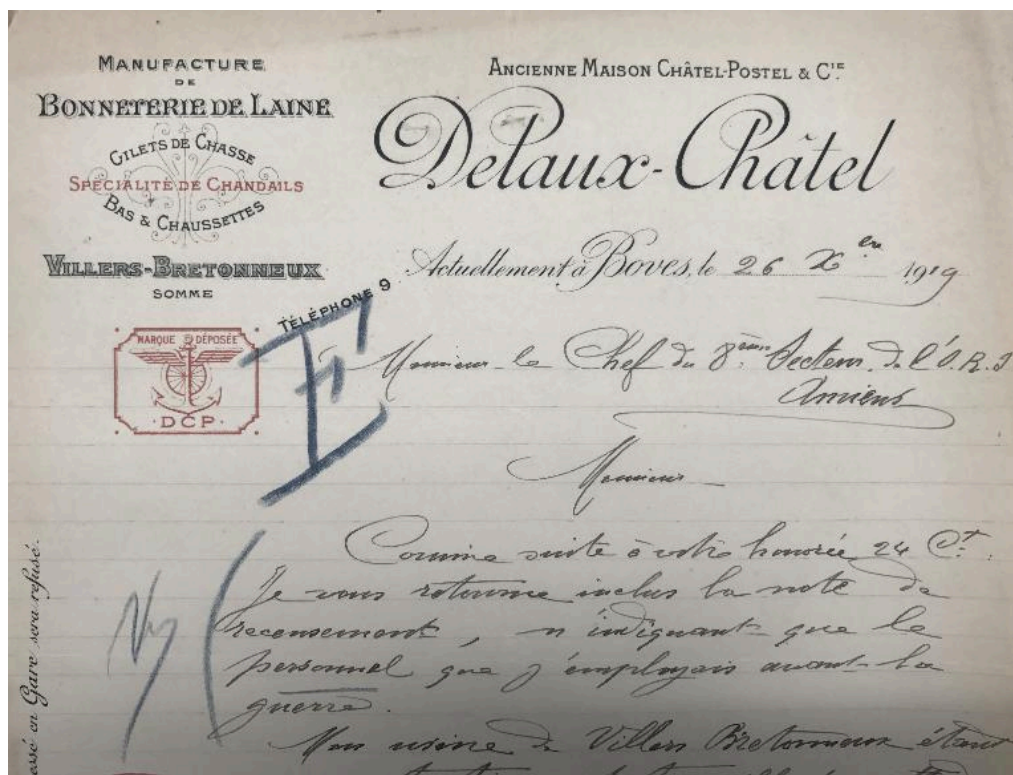 MANUFACTURE
DE
BONNETERIE DE LAINE
GILETS DE CHASSE
SPÉCIALITÉ DE CHANDAILS
BAS & CHAUSSETTES
VILLERS-BRETONNEUX
SOMME
TÉLÉPHONE 9
MARQUE DÉPOSÉE
DCP
ANCIENNE MAISON CHÂTEL-POSTEL & CIE
Delaux-Châtel
Actuellement à Boves, le 26 Xbre 1919
Monsieur le Chef du 8ème Secteur de l'O.R.I
Amiens
Monsieur
Comme suite à votre honorée 24 Ct.
Je vous retourne inclus la note de
recensement, n'indiquant que le
personnel que j'employais avant la
guerre.
Mon usine de Villers Bretonneux étant
en Gare sera refusé.